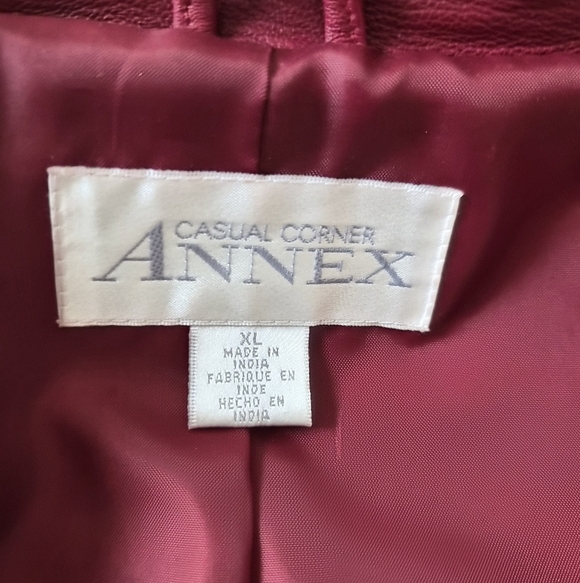 CASUAL CORNER
ANNEX
XL
MADE IN
INDIA
FABRIQUE EN
INDE
HECHO EN
INDIA